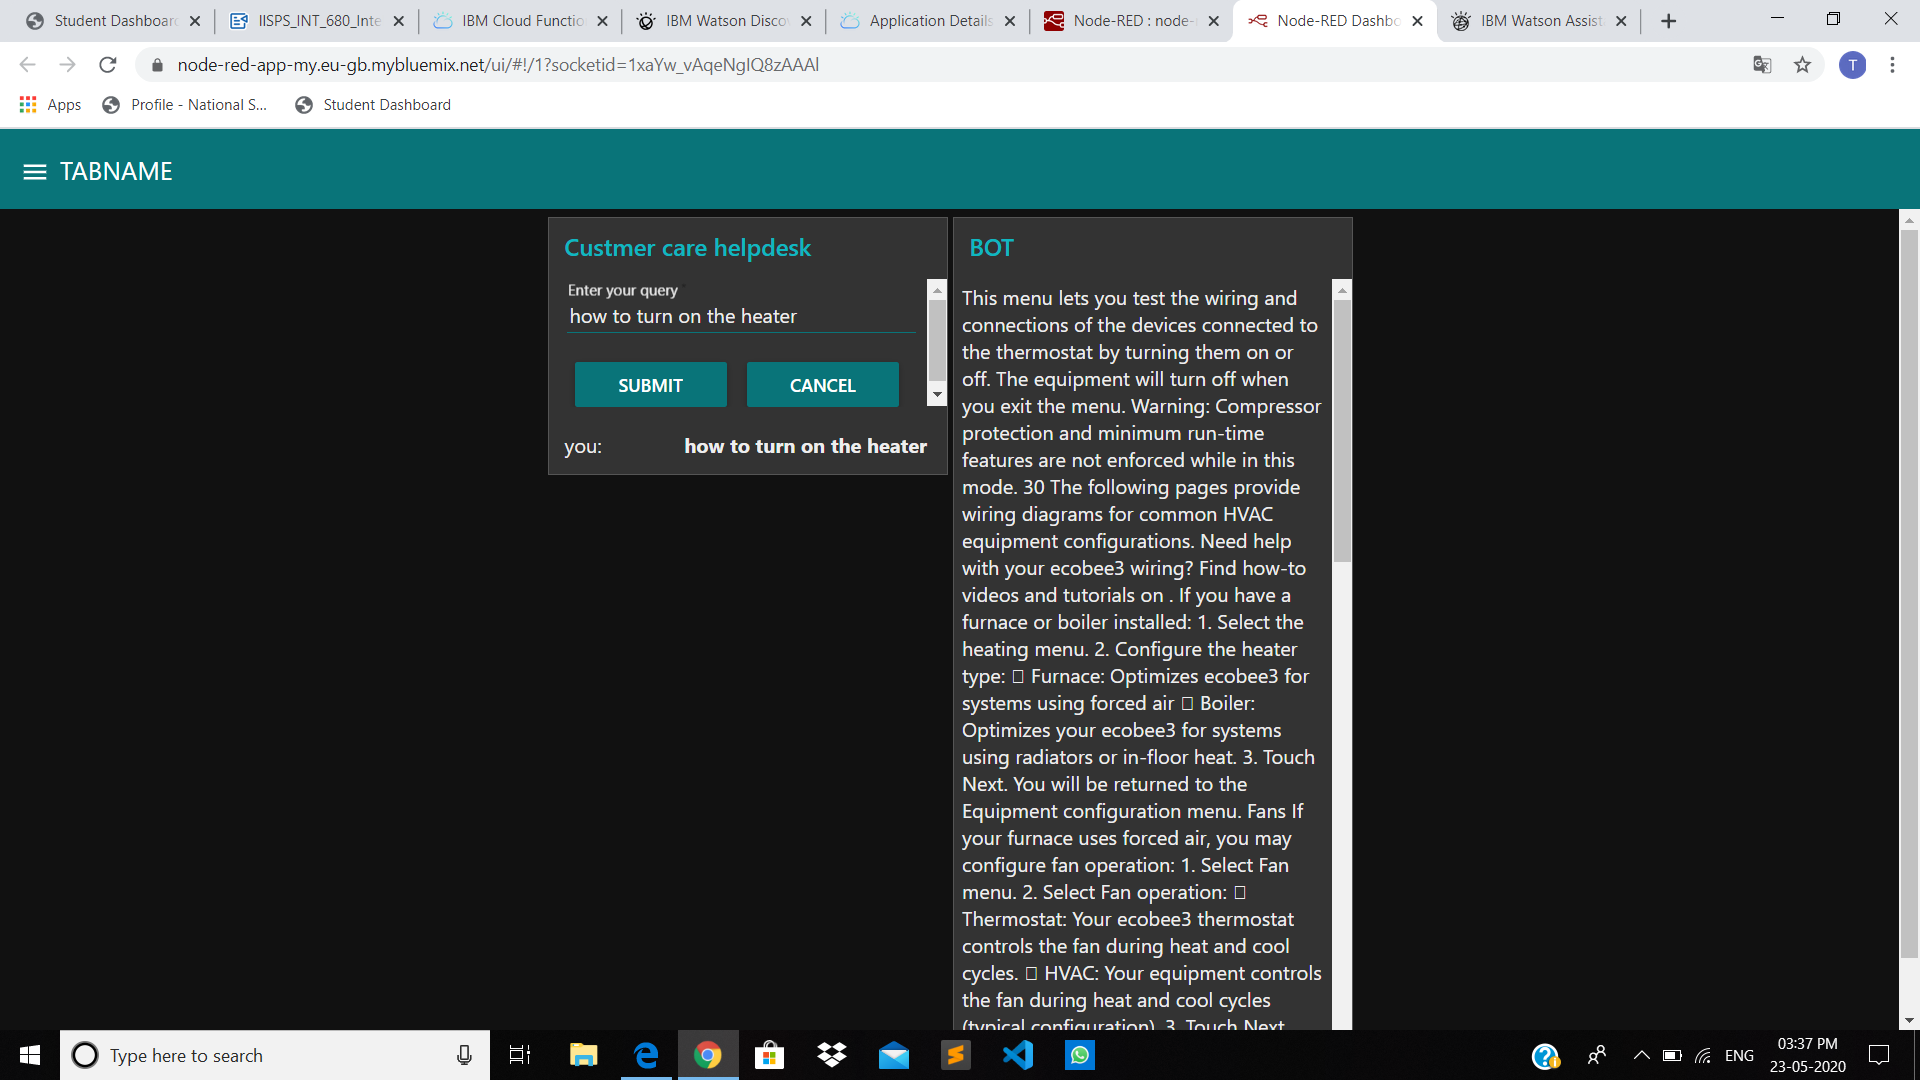 Student Dashboard
IISPS_INT_680_Inte
IBM Cloud Functio
IBM Watson Disco
Application Details
Node-RED : node-
Node-RED Dashbo
IBM Watson Assist
node-red-app-my.eu-gb.mybluemix.net/ui/#!/1?socketid=1xaYw_vAqeNgIQ8zAAAl
T
Apps
Profile - National S...
Student Dashboard
TABNAME
Custmer care helpdesk
Enter your query
how to turn on the heater
SUBMIT
CANCEL
you:
how to turn on the heater
BOT
This menu lets you test the wiring and
connections of the devices connected to
the thermostat by turning them on or
off. The equipment will turn off when
you exit the menu. Warning: Compressor
protection and minimum run-time
features are not enforced while in this
mode. 30 The following pages provide
wiring diagrams for common HVAC
equipment configurations. Need help
with your ecobee3 wiring? Find how-to
videos and tutorials on . If you have a
furnace or boiler installed: 1. Select the
heating menu. 2. Configure the heater
type: Furnace: Optimizes ecobee3 for
systems using forced air Boiler:
Optimizes your ecobee3 for systems
using radiators or in-floor heat. 3. Touch
Next. You will be returned to the
Equipment configuration menu. Fans If
your furnace uses forced air, you may
configure fan operation: 1. Select Fan
menu. 2. Select Fan operation:
Thermostat: Your ecobee3 thermostat
controls the fan during heat and cool
cycles. HVAC: Your equipment controls
the fan during heat and cool cycles
(typical configuration). 3. Touch Next.
Type here to search
ENG
03:37 PM
23-05-2020